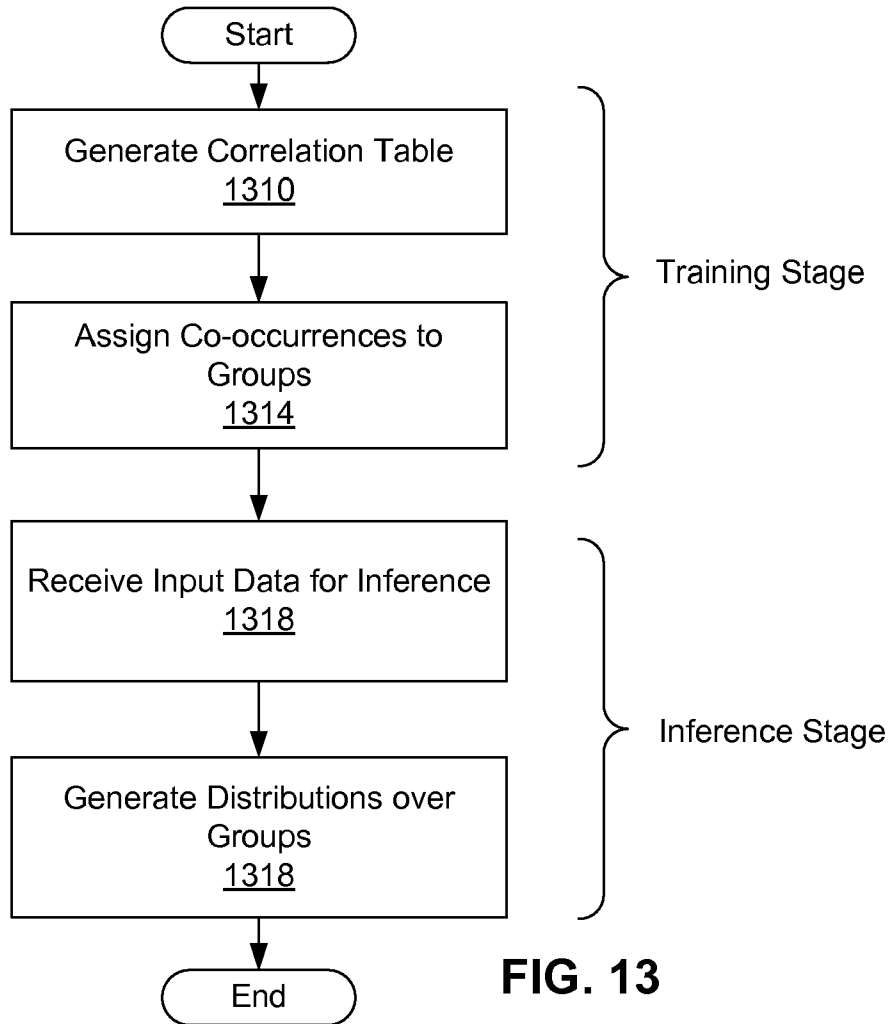 Start
Generate Correlation Table
1310
Assign Co-occurrences to
Groups
1314
Training Stage
Receive Input Data for Inference
1318
Generate Distributions over
Groups
1318
Inference Stage
End
FIG. 13